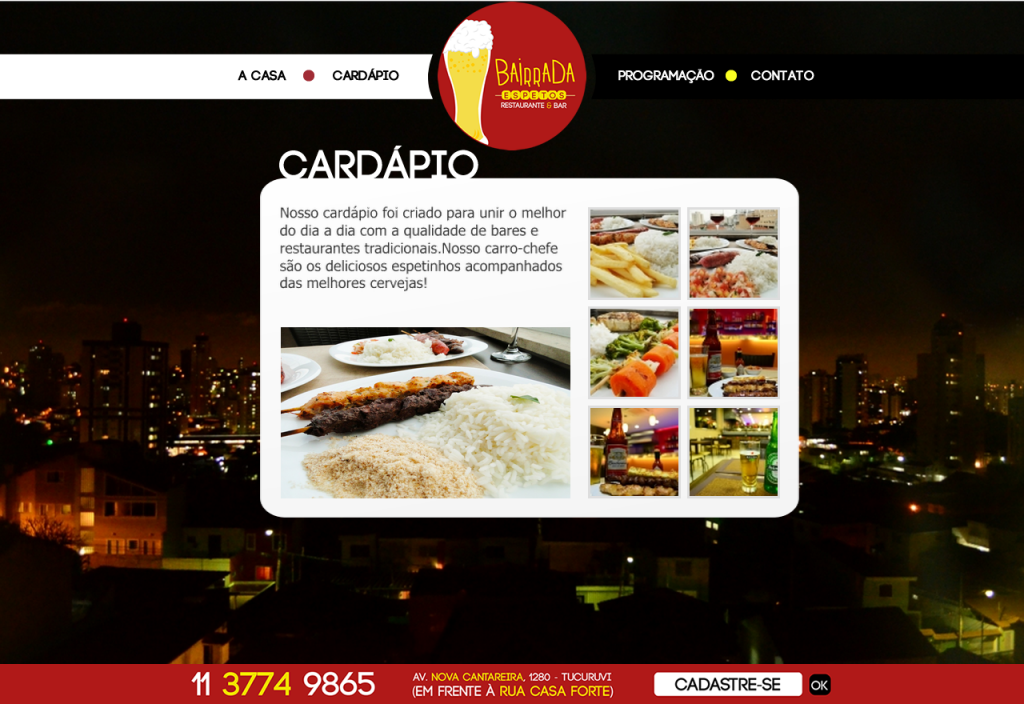 A CASA
CARDÁPIO
BAIRRADA
ESPETOS
RESTAURANTE & BAR
PROGRAMAÇÃO
CONTATO
CARDÁPIO
Nosso cardápio foi criado para unir o melhor
do dia a dia com a qualidade de bares e
restaurantes tradicionais.Nosso carro-chefe
são os deliciosos espetinhos acompanhados
das melhores cervejas!
11 3774 9865
AV. NOVA CANTAREIRA, 1280 - TUCURUVI
(EM FRENTE À RUA CASA FORTE)
CADASTRE-SE
OK